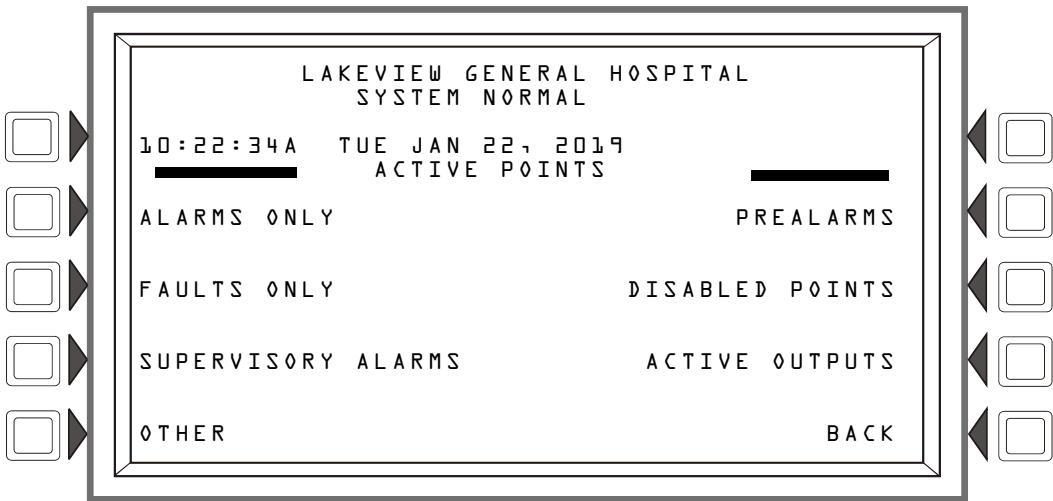 LAKEVIEW GENERAL HOSPITAL
SYSTEM NORMAL
10:22:34A TUE JAN 22, 2019
ACTIVE POINTS
ALARMS ONLY PREALARMS
FAULTS ONLY DISABLED POINTS
SUPERVISORY ALARMS ACTIVE OUTPUTS
OTHER BACK